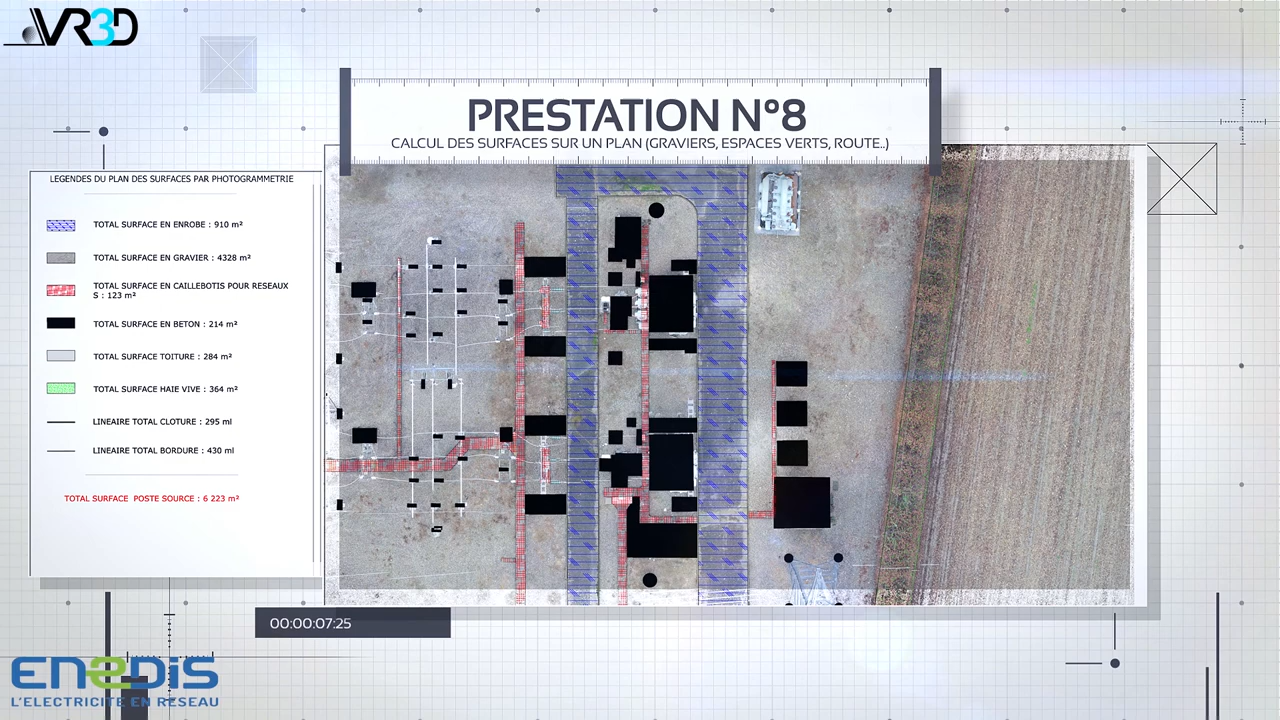 VR3D
PRESTATION N°8
CALCUL DES SURFACES SUR UN PLAN (GRAVIERS, ESPACES VERTS, ROUTE..)
LEGENDES DU PLAN DES SURFACES PAR PHOTOGRAMMETRIE
TOTAL SURFACE EN ENROBE : 910 m²
TOTAL SURFACE EN GRAVIER : 4328 m²
TOTAL SURFACE EN CAILLEBOTIS POUR RESEAUX
S : 123 m²
TOTAL SURFACE EN BETON : 214 m²
TOTAL SURFACE TOITURE : 284 m²
TOTAL SURFACE HAIE VIVE : 364 m²
LINEAIRE TOTAL CLOTURE : 295 ml
LINEAIRE TOTAL BORDURE : 430 ml
TOTAL SURFACE POSTE SOURCE : 6 223 m²
00:00:07:25
ENEDIS
L'ELECTRICITE EN RESEAU